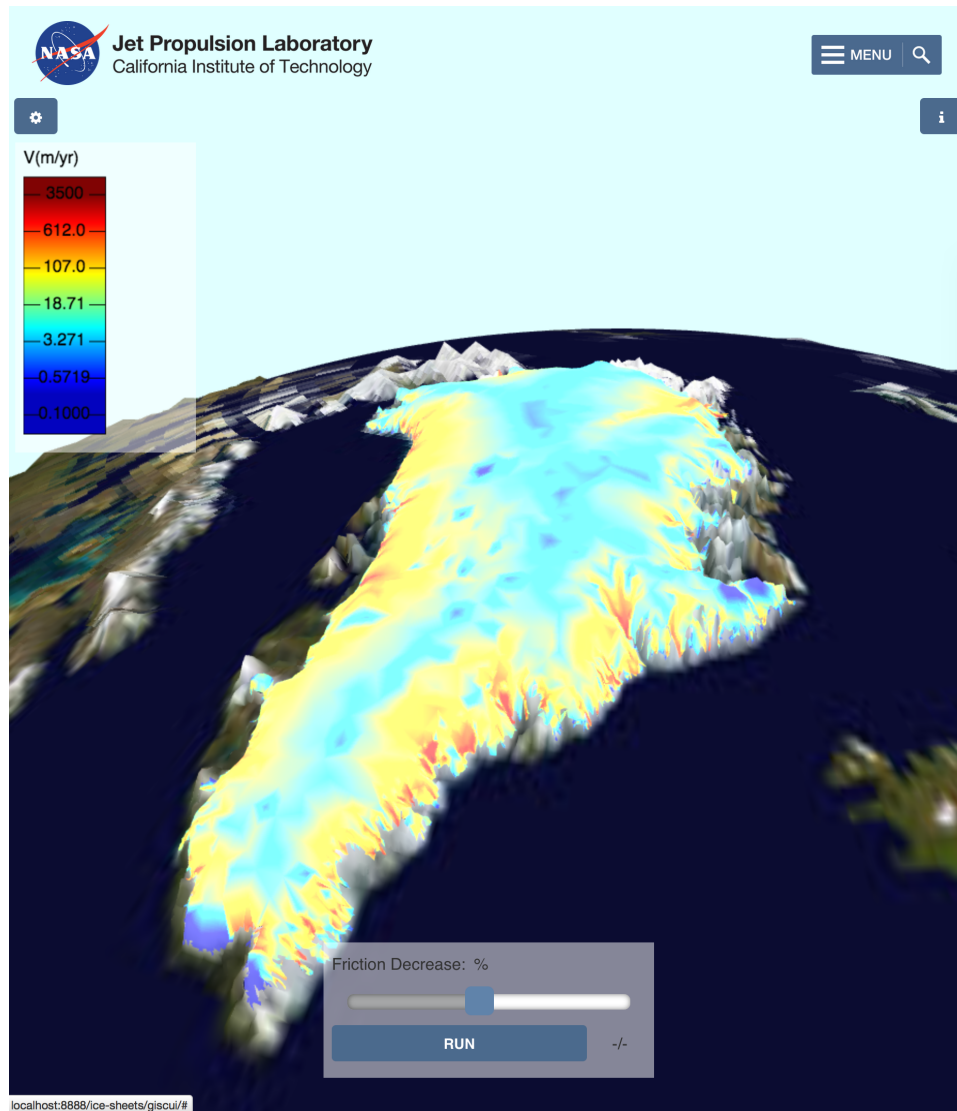 NASA
Jet Propulsion Laboratory
California Institute of Technology
MENU
i
V(m/yr)
3500
612.0
107.0
18.71
3.271
0.5719
0.1000
Friction Decrease: %
RUN
-/-
localhost:8888/ice-sheets/giscui/#